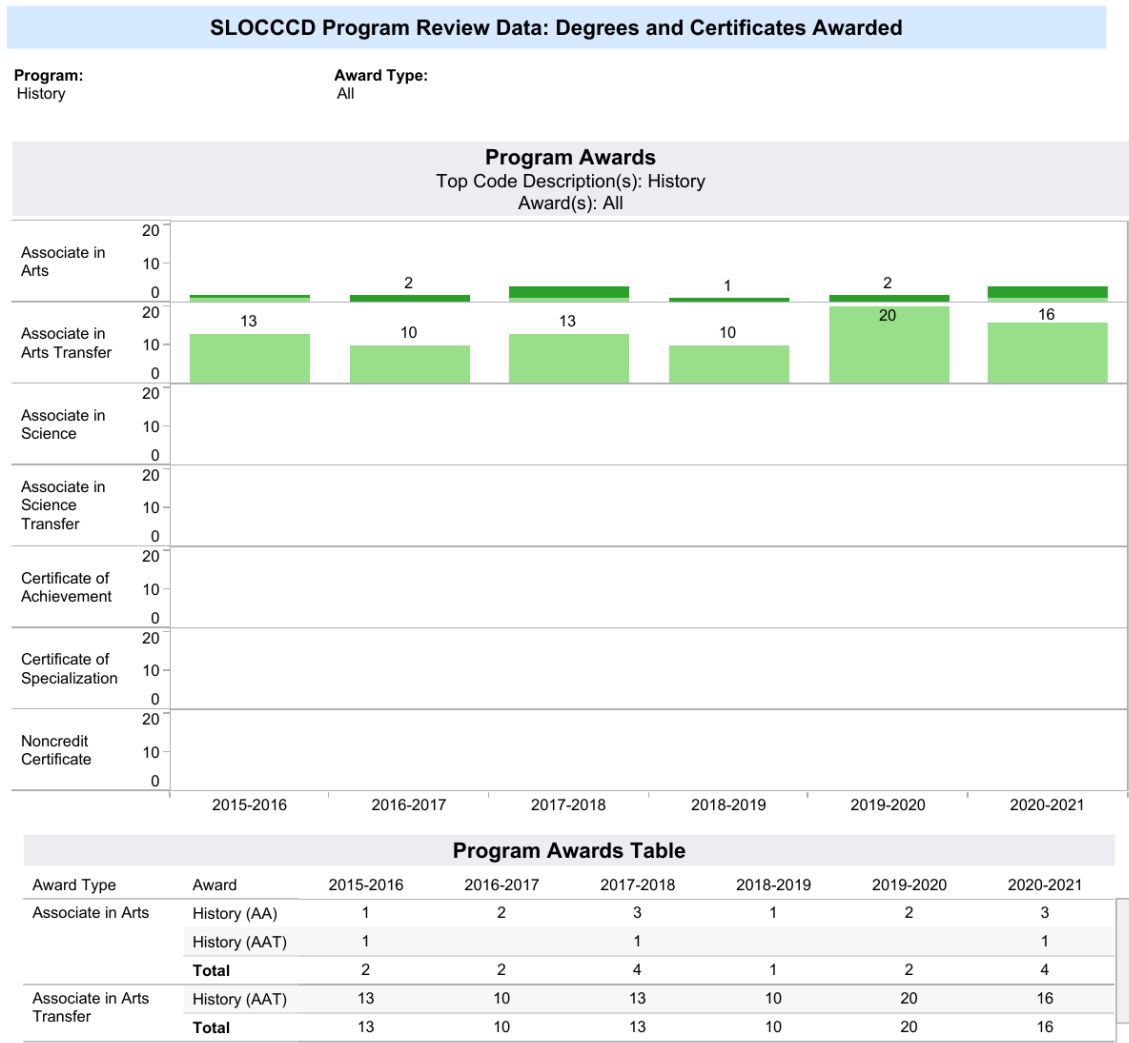 SLOCCCD Program Review Data: Degrees and Certificates Awarded
Program: Award Type:
History All
Program Awards
Top Code Description(s): History
Award(s): All
Associate in Arts 20 10 0 2 1 2
Associate in Arts Transfer 20 10 0 13 10 13 10 20 16
Associate in Science 20 10 0
Associate in Science Transfer 20 10 0
Certificate of Achievement 20 10 0
Certificate of Specialization 20 10 0
Noncredit Certificate 20 10 0
2015-2016 2016-2017 2017-2018 2018-2019 2019-2020 2020-2021
Program Awards Table
Award Type Award 2015-2016 2016-2017 2017-2018 2018-2019 2019-2020 2020-2021
Associate in Arts History (AA) 1 2 3 1 2 3
History (AAT) 1 1 1
Total 2 2 4 1 2 4
Associate in Arts Transfer History (AAT) 13 10 13 10 20 16
Total 13 10 13 10 20 16